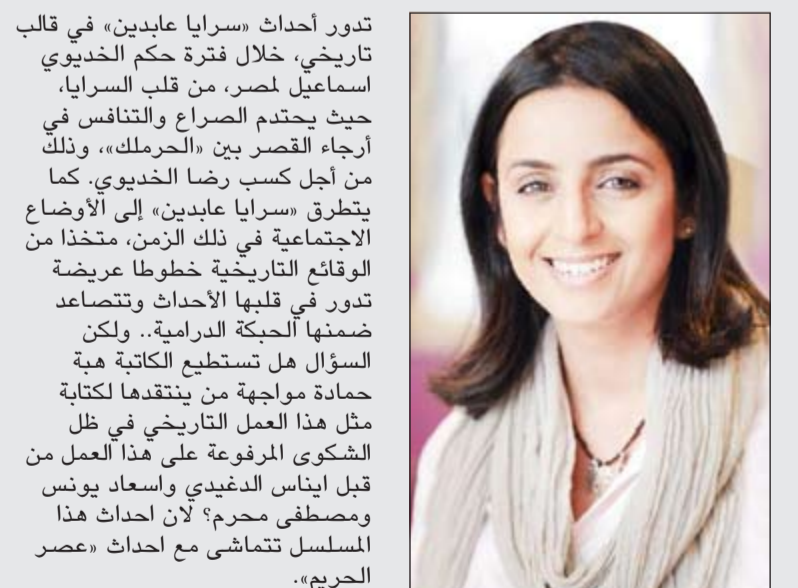 تدور أحداث «سرايا عابدين» في قالب
تاريخي، خلال فترة حكم الخديوي
اسماعيل لمصر، من قلب السرايا،
حيث يحتدم الصراع والتنافس في
أرجاء القصر بين «الحرملك»، وذلك
من أجل كسب رضا الخديوي. كما
يتطرق «سرايا عابدين» إلى الأوضاع
الاجتماعية في ذلك الزمن، متخذا من
الوقائع التاريخية خطوطا عريضة
تدور في قلبها الأحداث وتتصاعد
ضمنها الحبكة الدرامية.. ولكن
السؤال هل تستطيع الكاتبة هبة
حمادة مواجهة من ينتقدها لكتابة
مثل هذا العمل التاريخي في ظل
الشكوى المرفوعة على هذا العمل من
قبل ايناس الدغيدي واسعاد يونس
ومصطفى محرم؟ لان احداث هذا
المسلسل تتماشى مع احداث «عصر
الحريم».